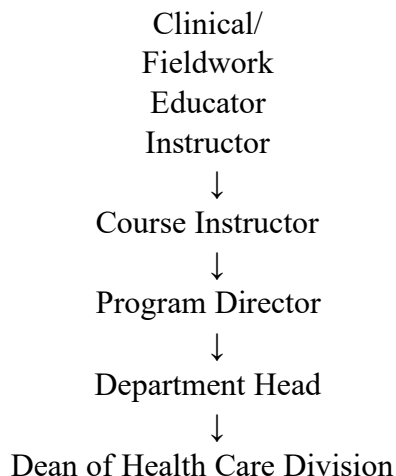 Clinical/
Fieldwork
Educator
Instructor
↓
Course Instructor
↓
Program Director
↓
Department Head
↓
Dean of Health Care Division